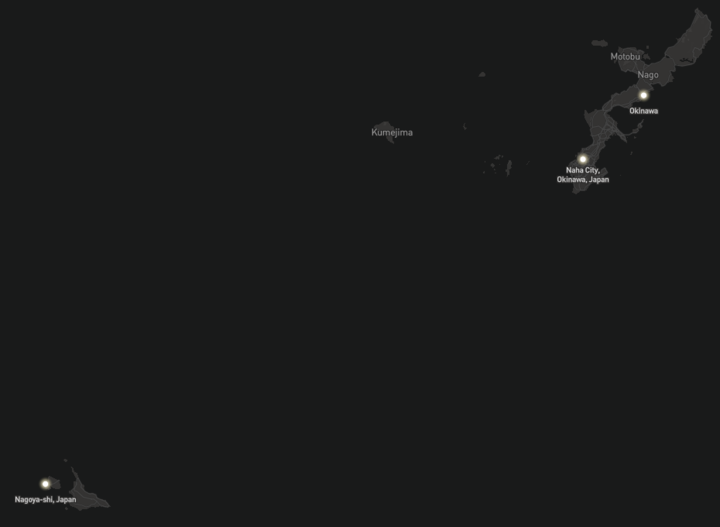 Motobu
Nago
Okinawa
Kumejima
Naha City,
Okinawa, Japan
Nagoya-shi, Japan